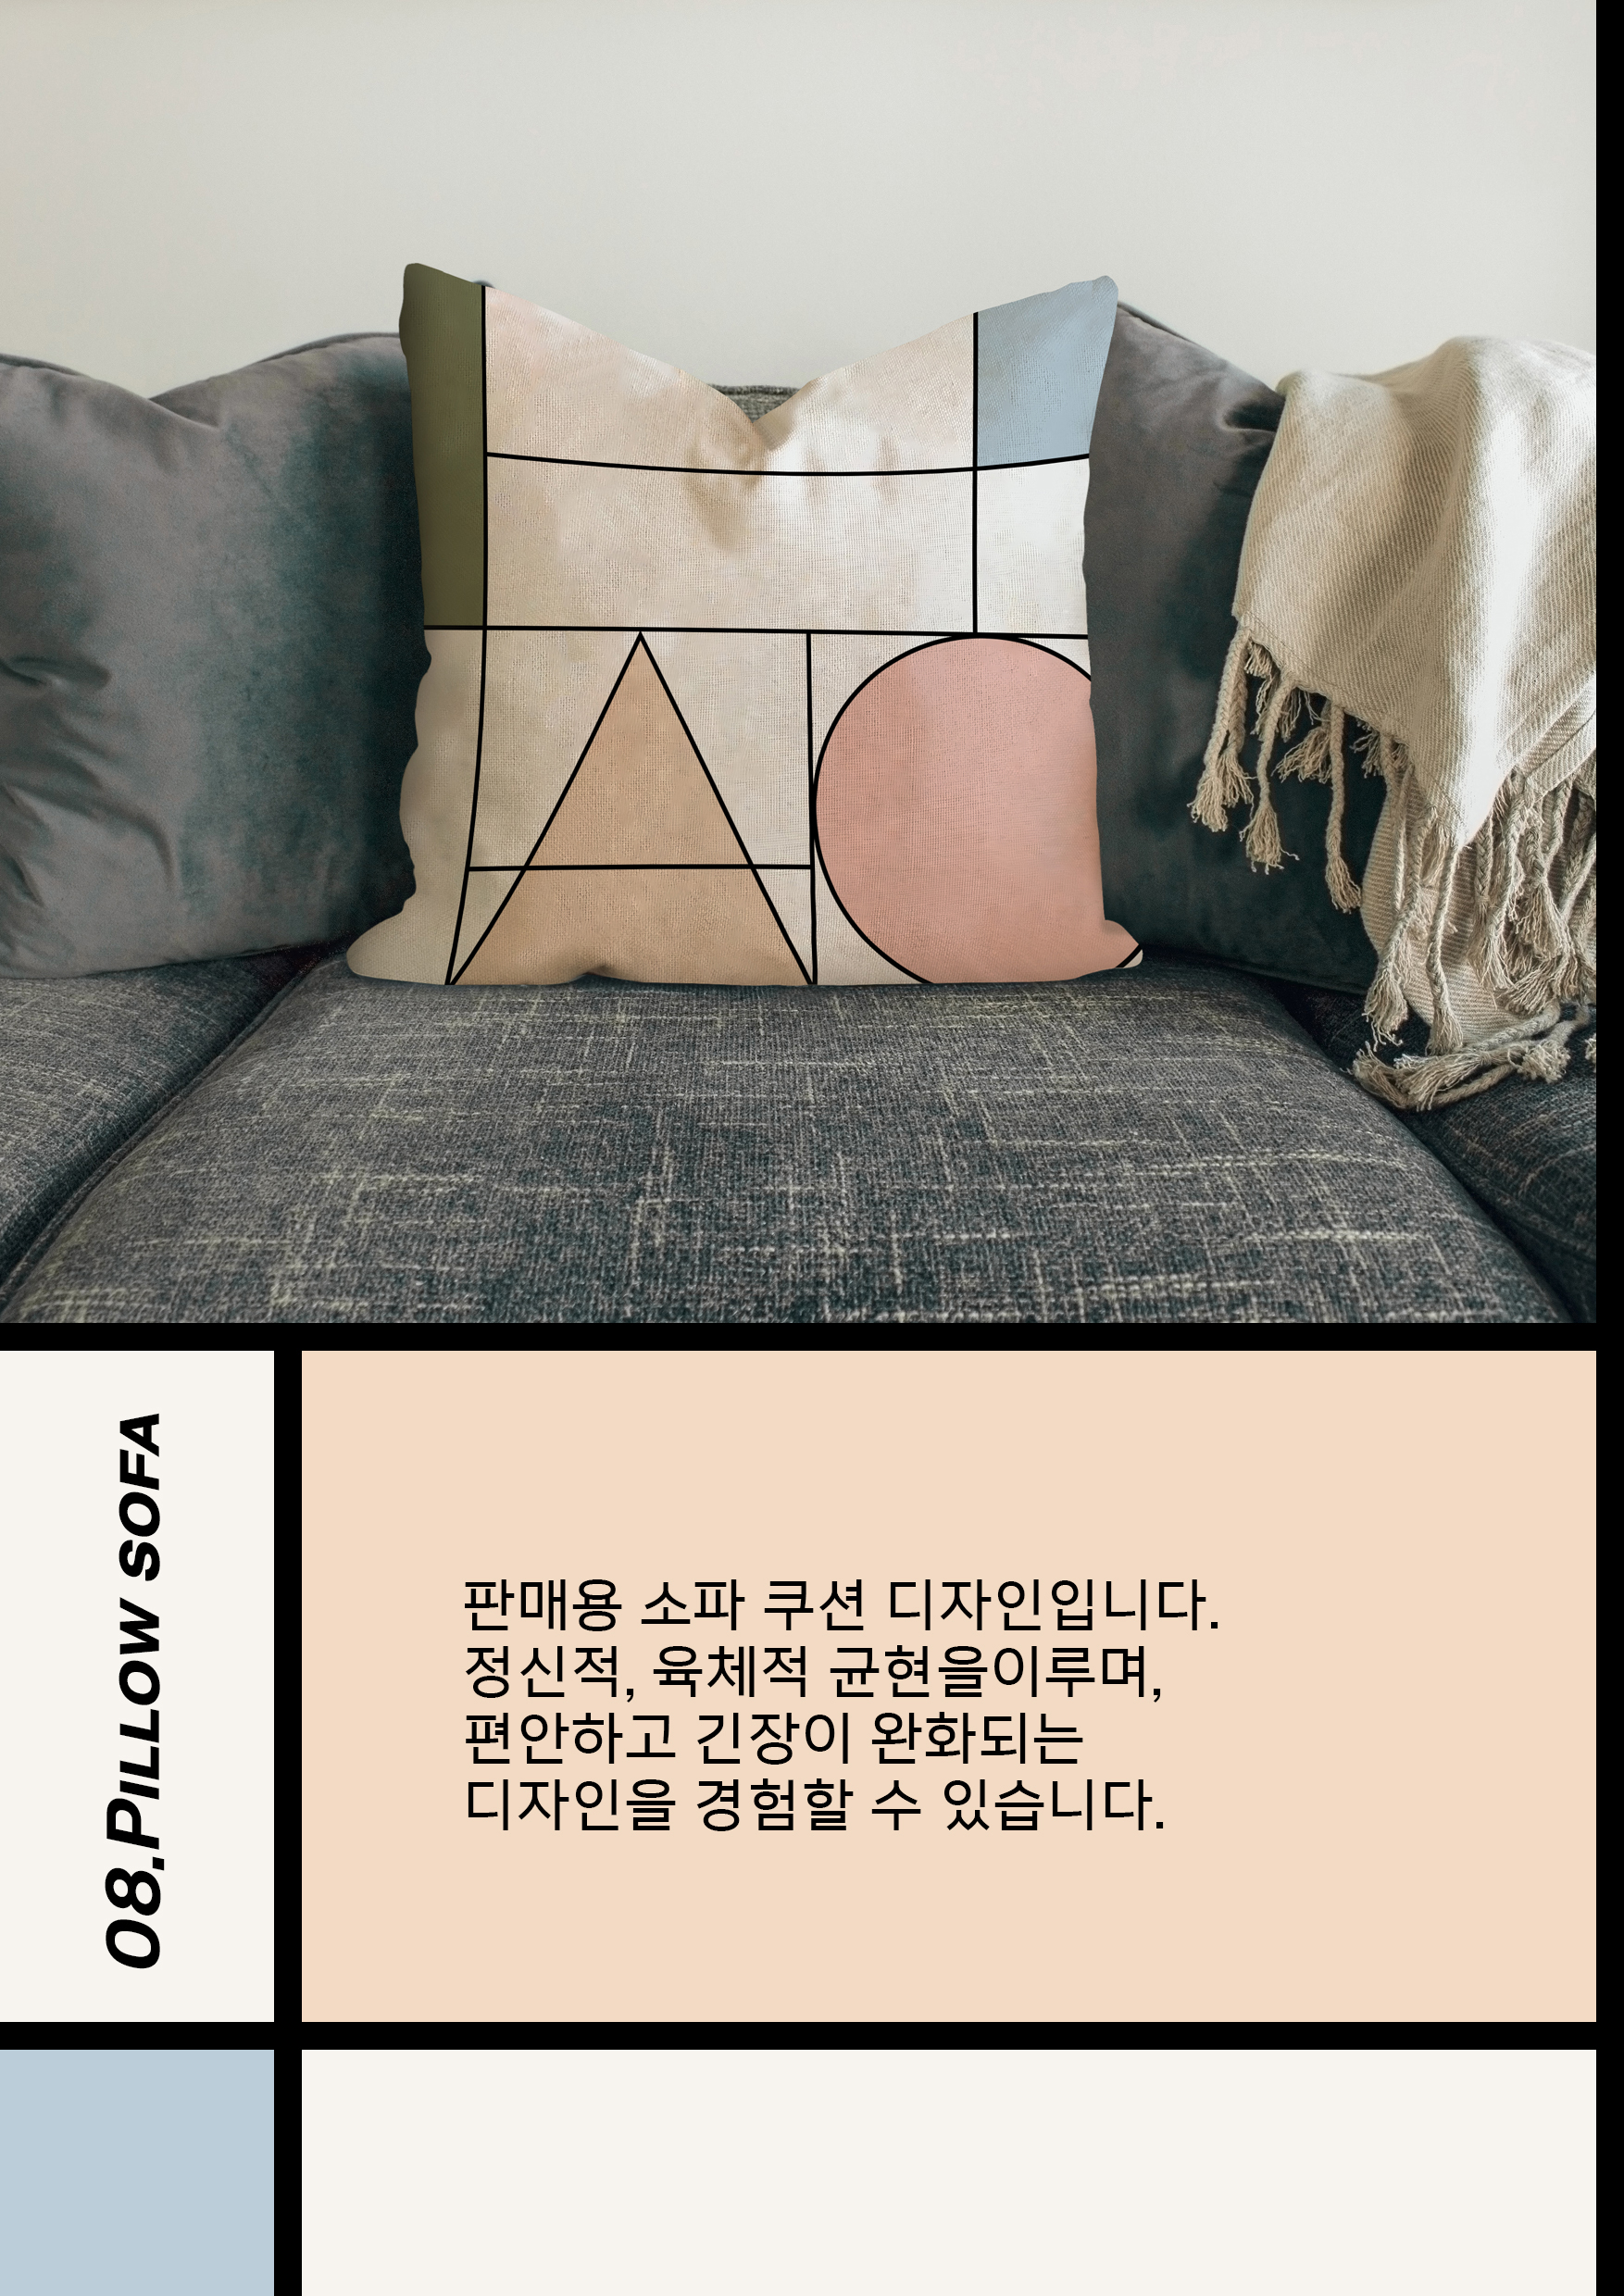 08.PILLOW SOFA
판매용 소파 쿠션 디자인입니다.
정신적, 육체적 균현을이루며,
편안하고 긴장이 완화되는
디자인을 경험할 수 있습니다.